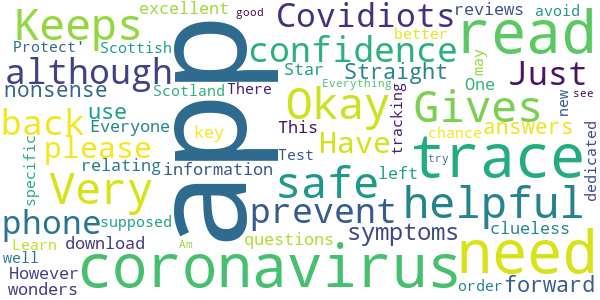 excellent good Covidiots reviews avoid
Keeps Protect' Scottish app confidence better read
although Star Straight Just
nonsense Scotland There Everything One may
use Okay Gives new see
back Everyone key This Have tracking answers
please relating Test chance trace dedicated
specific Very information safe left try
helpful
phone supposed prevent symptoms clueless
Learn download Am questions need
well However coronavirus order forward
wonders